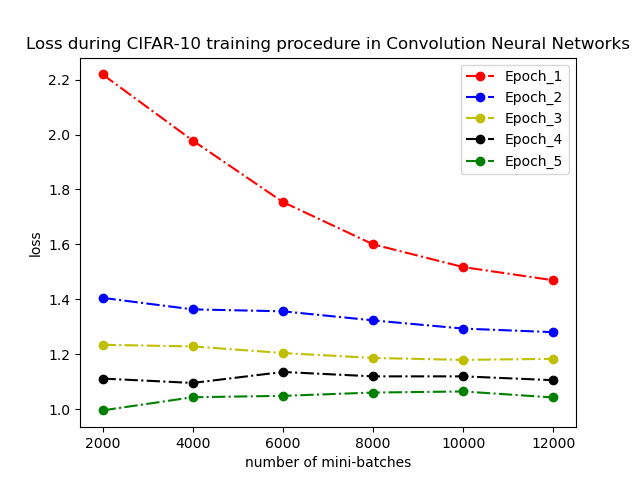 Loss during CIFAR-10 training procedure in Convolution Neural Networks
Epoch_1
Epoch_2
Epoch_3
Epoch_4
Epoch_5
loss
2.2
2.0
1.8
1.6
1.4
1.2
1.0
2000 4000 6000 8000 10000 12000
number of mini-batches